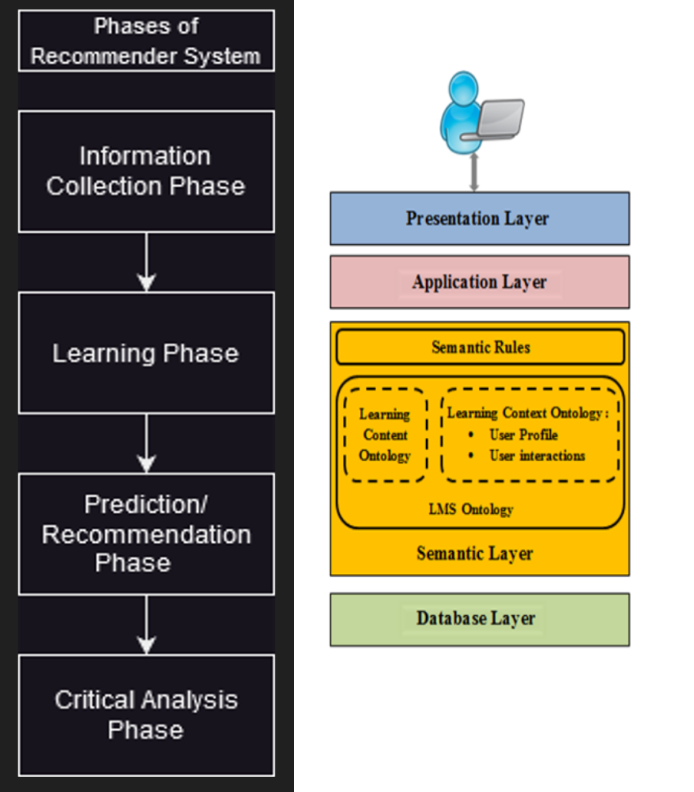 Phases of
Recommender System
Information
Collection Phase
Learning Phase
Prediction/
Recommendation
Phase
Critical Analysis
Phase
Presentation Layer
Application Layer
Semantic Rules
Learning
Content
Ontology
Learning Context Ontology :
• User Profile
• User interactions
LMS Ontology
Semantic Layer
Database Layer